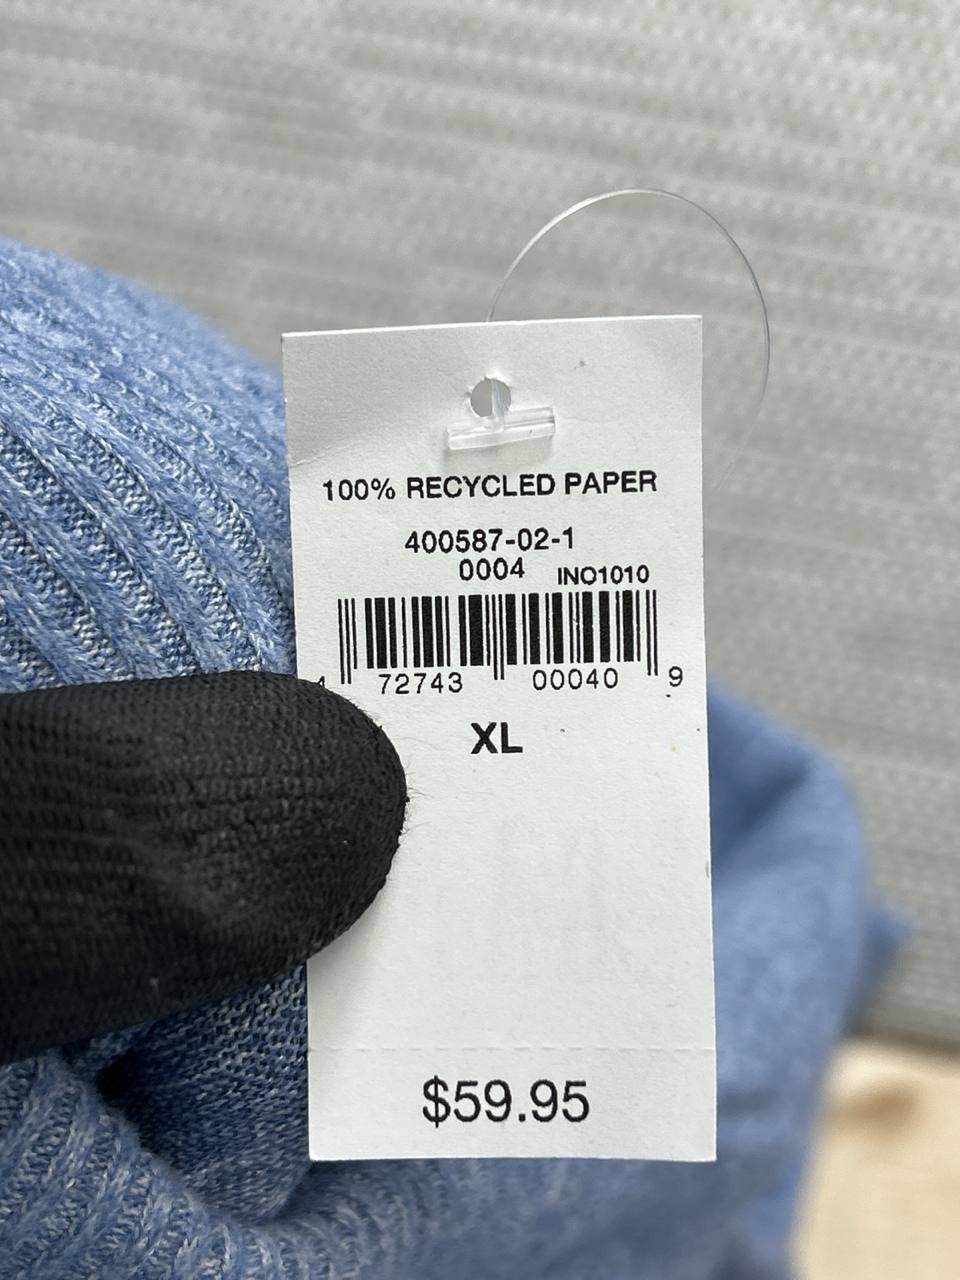 100% RECYCLED PAPER
400587-02-1
0004 INO1010
4 72743 00040 9
XL
$59.95